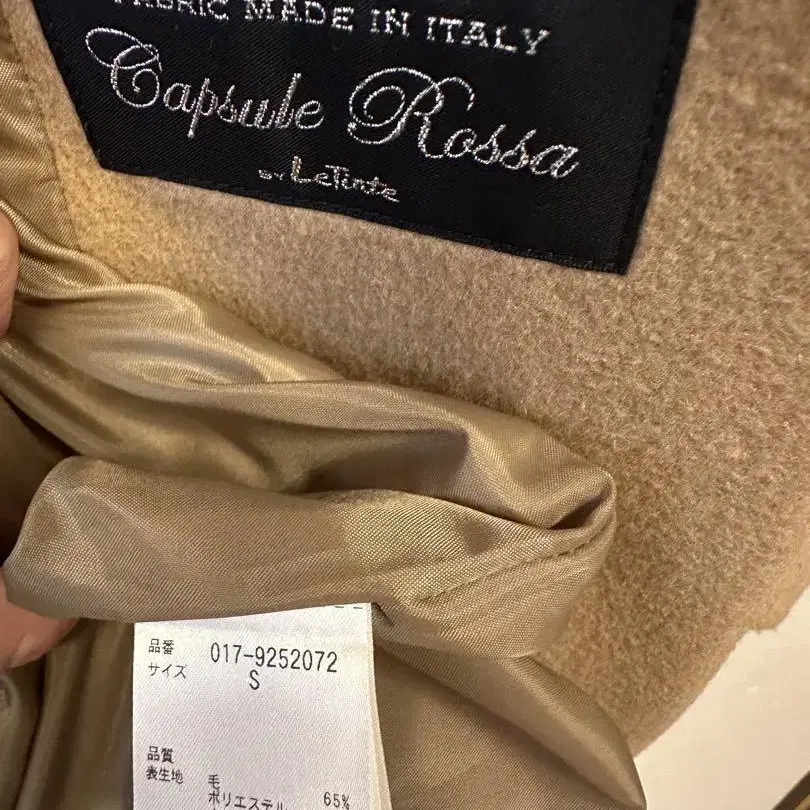 FABRIC MADE IN ITALY
Capsule Rossa
BY LeTinte
品番 017-9252072
サイズ S
品質
表生地 毛 65%
ポリエステル